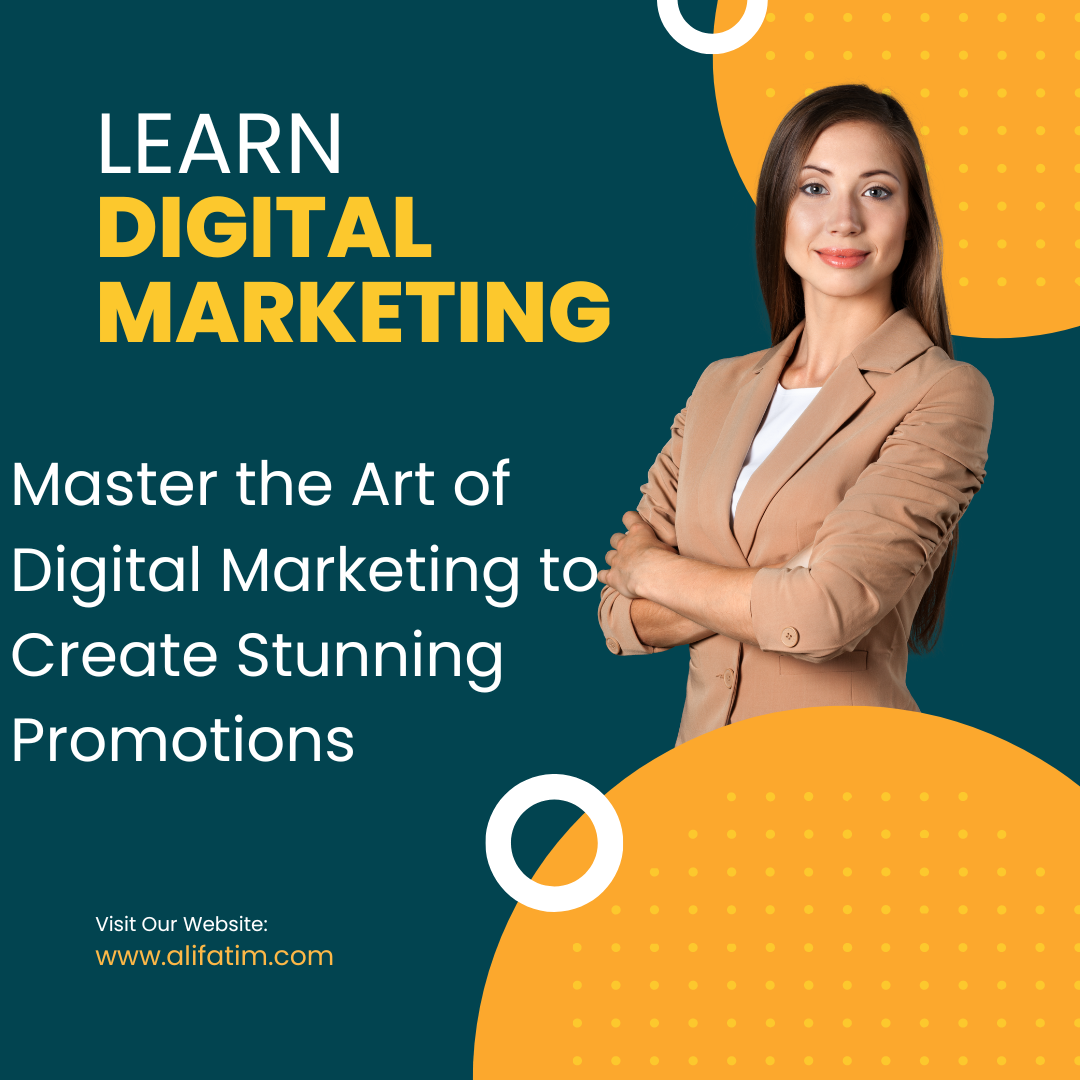 LEARN
DIGITAL
MARKETING
Master the Art of
Digital Marketing to
Create Stunning
Promotions
Visit Our Website:
www.alifatim.com